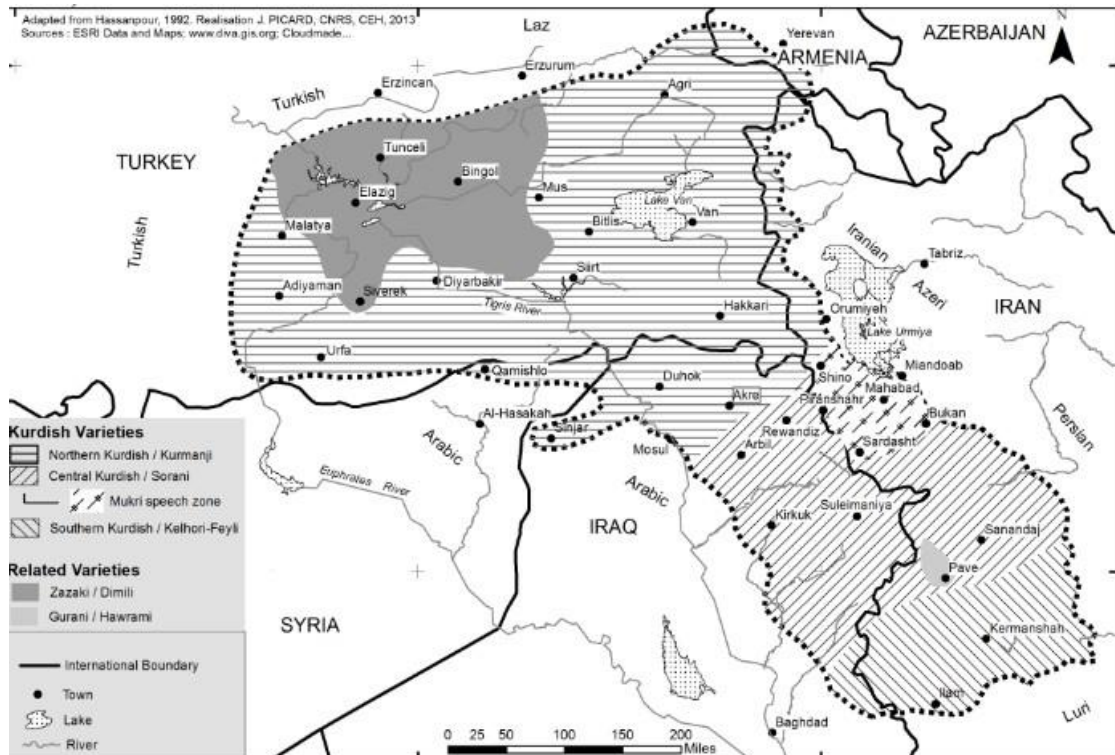 Adapted from Hassanpour, 1992. Realisation J. PICARD, CNRS, CEH, 2013
Sources : ESRI Data and Maps; www.diva.gis.org; Cloudmade...
Laz
Yerevan
N
AZERBAIJAN
ARMENIA
Erzurum
Erzincan
Agri
Turkish
TURKEY
Tunceli
Bingol
Elazig
Mus
Lake Van
Van
Malatya
Bitlis
Turkish
Iranian
Tabriz
Azeri
Adiyaman
Siwerek
Diyarbakir
Siirt
Tigris River
Hakkari
Orumiyeh
IRAN
Lake Urmiya
Urfa
Qamishlo
Duhok
Shino
Miandoab
Mahabad
Akre
Piranshahr
Bukan
Al-Hasakah
Rewandiz
Sinjar
Mosul
Arbil
Sardasht
Persian
Arabic
Arabic
Euphrates River
IRAQ
Kirkuk
Suleimaniya
Sanandaj
Pave
SYRIA
Kermanshah
Ilam
Luri
Baghdad
Kurdish Varieties
Northern Kurdish / Kurmanji
Central Kurdish / Sorani
Mukri speech zone
Southern Kurdish / Kelhori-Feyli
Related Varieties
Zazaki / Dimili
Gurani / Hawrami
International Boundary
Town
Lake
River
0 50 100 150 200
Miles